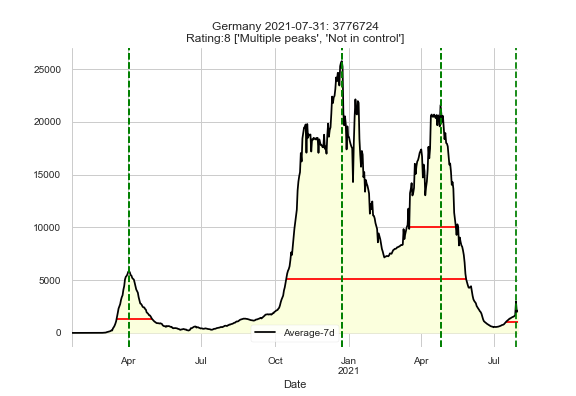 Germany 2021-07-31: 3776724
Rating:8 ['Multiple peaks', 'Not in control']
25000
20000
15000
10000
5000
0
Average-7d
Apr
Jul
Oct
Jan
2021
Apr
Jul
Date